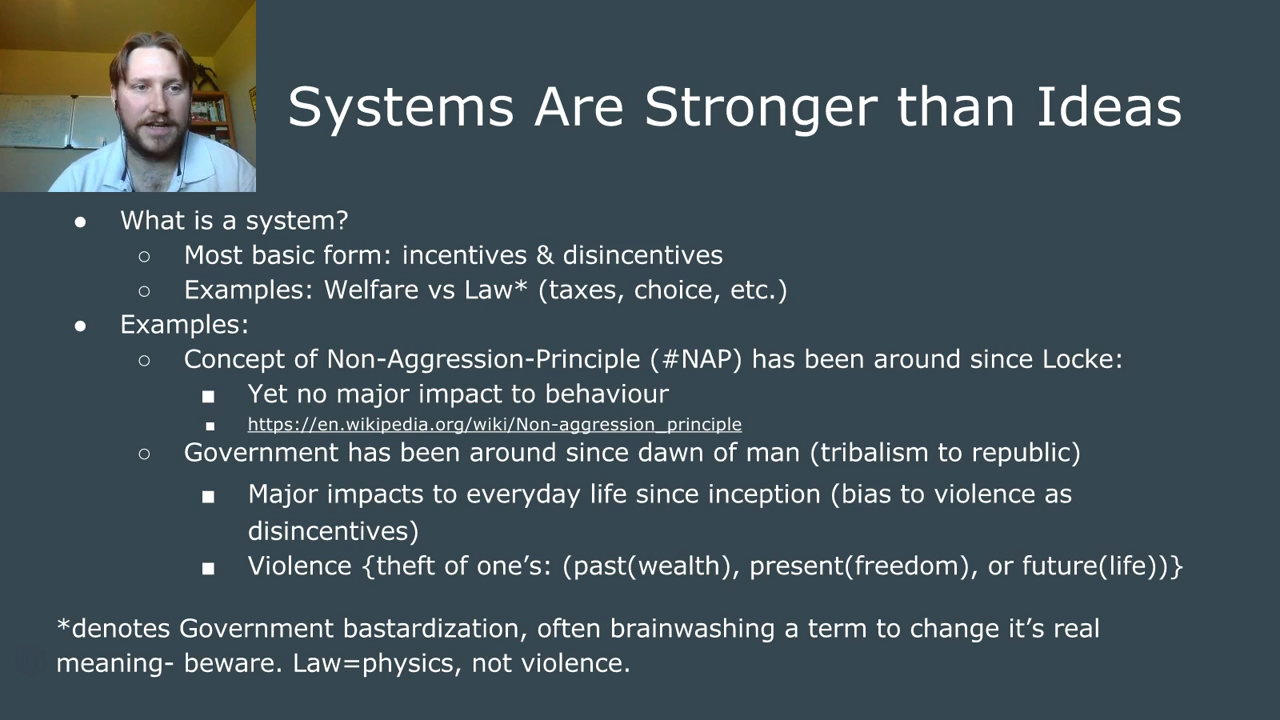 Systems Are Stronger than Ideas
● What is a system?
○ Most basic form: incentives & disincentives
○ Examples: Welfare vs Law* (taxes, choice, etc.)
● Examples:
○ Concept of Non-Aggression-Principle (#NAP) has been around since Locke:
■ Yet no major impact to behaviour
■ https://en.wikipedia.org/wiki/Non-aggression_principle
○ Government has been around since dawn of man (tribalism to republic)
■ Major impacts to everyday life since inception (bias to violence as
disincentives)
■ Violence {theft of one’s: (past(wealth), present(freedom), or future(life))}
*denotes Government bastardization, often brainwashing a term to change it’s real
meaning- beware. Law=physics, not violence.